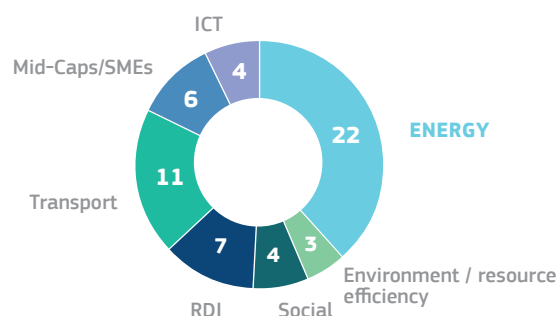 ICT
4
Mid-Caps/SMEs
6
ENERGY
22
11
Transport
7
4
3
Environment / resource
efficiency
RDI
Social